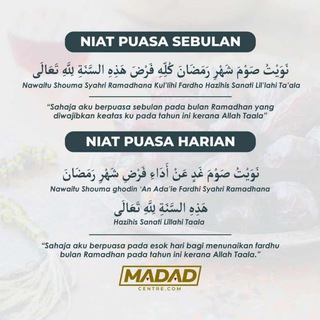 NIAT PUASA SEBULAN
نَوَيْتُ صَوْمَ شَهْرِ رَمَضَانَ كُلِّهِ فَرْضَ هَذِهِ السَّنَةِ لِلَّهِ تَعَالَى
Nawaitu Shouma Syahri Ramadhana Kul'lihi Fardho Hazihis Sanati Lil'lahi Ta'ala
"Sahaja aku berpuasa sebulan pada bulan Ramadhan yang
diwajibkan keatas ku pada tahun ini kerana Allah Taala"
NIAT PUASA HARIAN
نَوَيْتُ صَوْمَ غَدٍ عَنْ أَدَاءِ فَرْضِ شَهْرِ رَمَضَانَ
Nawaitu Shouma ghodin 'An Ada'ie Fardhi Syahri Ramadhana
هَذِهِ السَّنَةِ لِلَّهِ تَعَالَى
Hazihis Sanati Lillahi Taala
"Sahaja aku berpuasa pada esok hari bagi menunaikan fardhu
bulan Ramadhan pada tahun ini kerana Allah Taala."
MADAD
CENTRE.COM